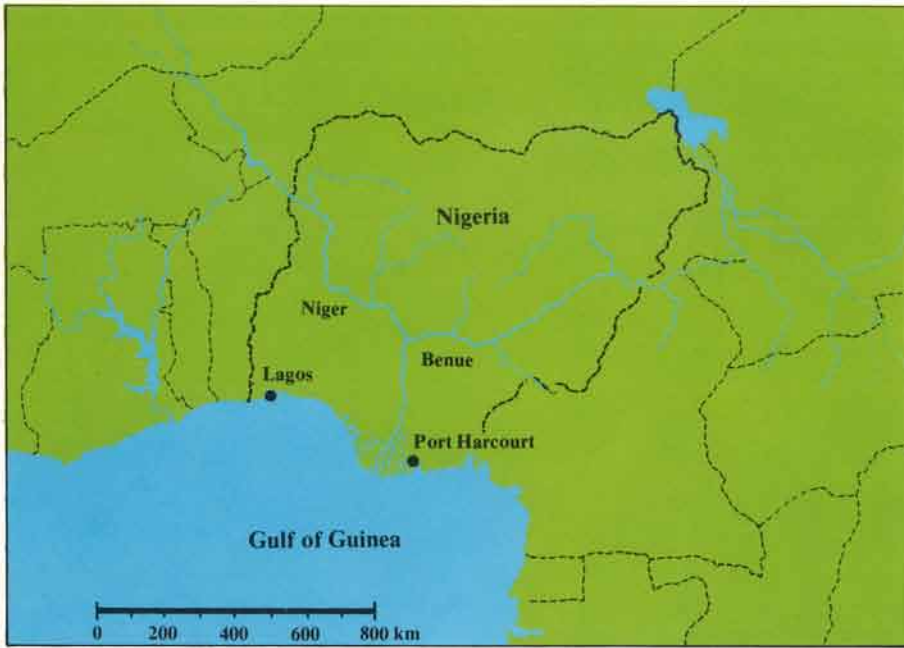 Nigeria
Niger
Benue
Lagos
Port Harcourt
Gulf of Guinea
0 200 400 600 800 km